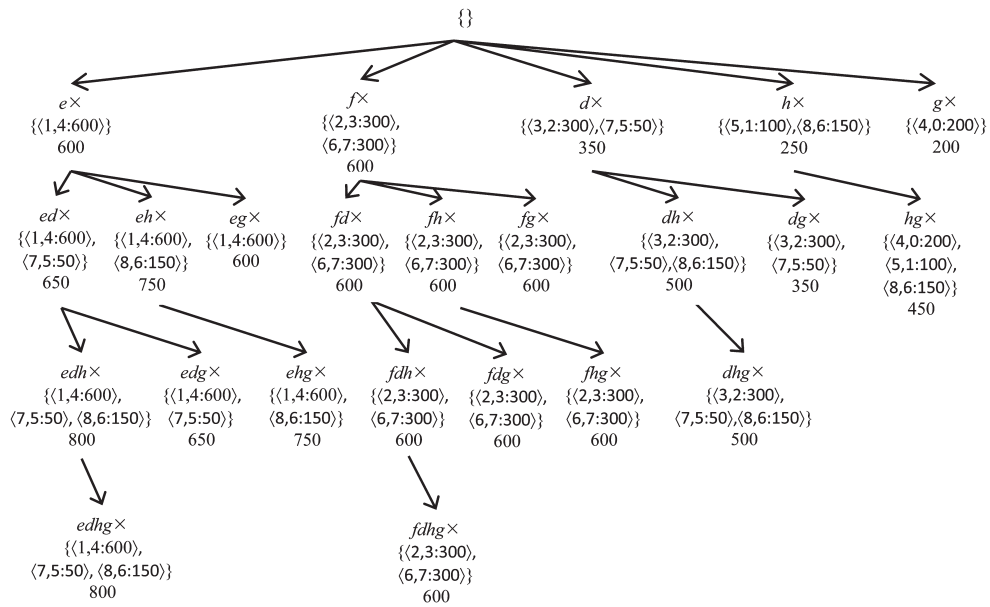 {}
e×
{⟨1,4:600⟩}
600
f×
{⟨2,3:300⟩,
⟨6,7:300⟩}
600
d×
{⟨3,2:300⟩,⟨7,5:50⟩}
350
h×
{⟨5,1:100⟩,⟨8,6:150⟩}
250
g×
{⟨4,0:200⟩}
200
ed×
{⟨1,4:600⟩,
⟨7,5:50⟩}
650
eh×
{⟨1,4:600⟩,
⟨8,6:150⟩}
750
eg×
{⟨1,4:600⟩}
600
fd×
{⟨2,3:300⟩,
⟨6,7:300⟩}
600
fh×
{⟨2,3:300⟩,
⟨6,7:300⟩}
600
fg×
{⟨2,3:300⟩,
⟨6,7:300⟩}
600
dh×
{⟨3,2:300⟩,
⟨7,5:50⟩,⟨8,6:150⟩}
500
dg×
{⟨3,2:300⟩,
⟨7,5:50⟩}
350
hg×
{⟨4,0:200⟩,
⟨5,1:100⟩,
⟨8,6:150⟩}
450
edh×
{⟨1,4:600⟩,
⟨7,5:50⟩, ⟨8,6:150⟩}
800
edg×
{⟨1,4:600⟩,
⟨7,5:50⟩}
650
ehg×
{⟨1,4:600⟩,
⟨8,6:150⟩}
750
fdh×
{⟨2,3:300⟩,
⟨6,7:300⟩}
600
fdg×
{⟨2,3:300⟩,
⟨6,7:300⟩}
600
fhg×
{⟨2,3:300⟩,
⟨6,7:300⟩}
600
dhg×
{⟨3,2:300⟩,
⟨7,5:50⟩,⟨8,6:150⟩}
500
edhg×
{⟨1,4:600⟩,
⟨7,5:50⟩, ⟨8,6:150⟩}
800
fdhg×
{⟨2,3:300⟩,
⟨6,7:300⟩}
600